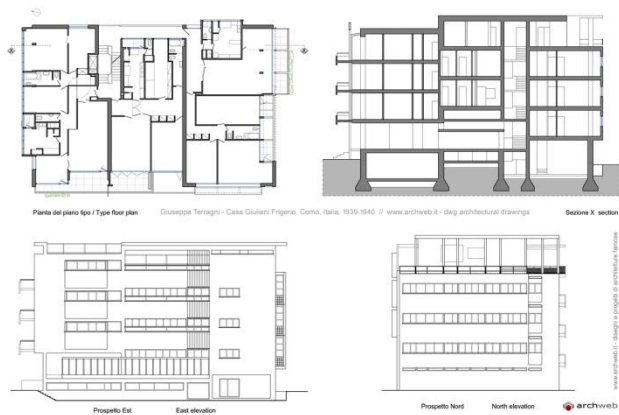 Pianta del piano tipo / Type floor plan
Giuseppe Terragni - Casa Giuliani Frigerio, Como, Italia, 1939-1940 // www.archweb.it - dwg architectural drawings
Sezione X section
Prospetto Est East elevation
Prospetto Nord North elevation
archweb
www.archweb.it - disegni e progetti di architetture famose